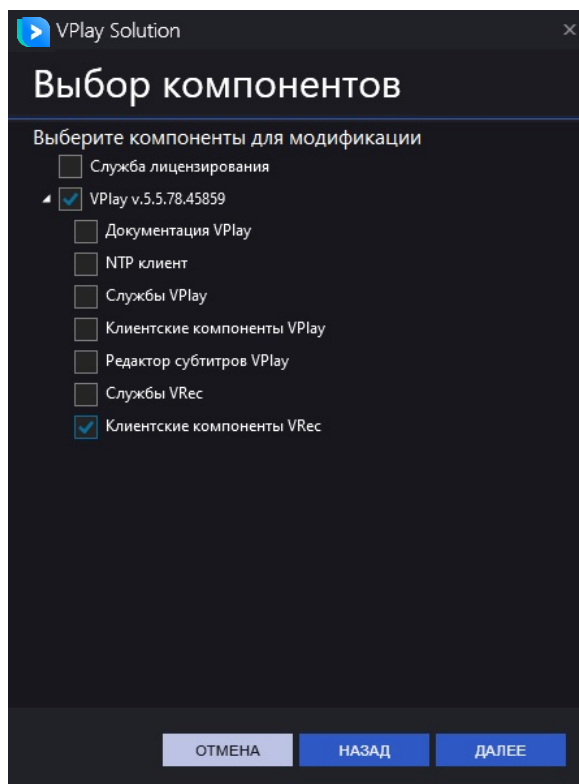 VPlay Solution
Выбор компонентов
Выберите компоненты для модификации
Служба лицензирования
VPlay v.5.5.78.45859
Документация VPlay
NTP клиент
Службы VPlay
Клиентские компоненты VPlay
Редактор субтитров VPlay
Службы VRec
Клиентские компоненты VRec
ОТМЕНА НАЗАД ДАЛЕЕ